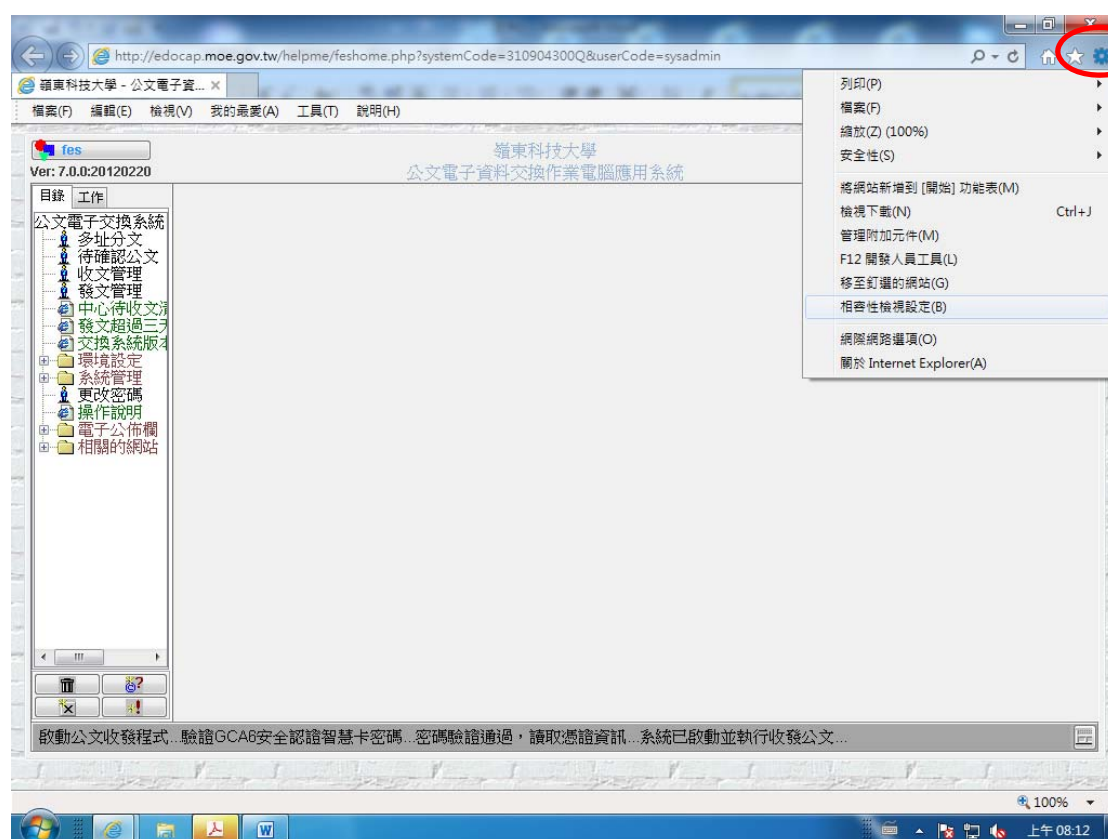 http://edocap.moe.gov.tw/helpme/feshome.php?systemCode=310904300Q&userCode=sysadmin
嶺東科技大學 - 公文電子資...
檔案(F) 編輯(E) 檢視(V) 我的最愛(A) 工具(T) 說明(H)
fes
Ver: 7.0.0:20120220
嶺東科技大學
公文電子資料交換作業電腦應用系統
目錄 工作
公文電子交換系統
多址分文
待確認公文
收文管理
發文管理
中心待收文清
發文超過三天
交換系統版本
環境設定
系統管理
更改密碼
操作說明
電子公佈欄
相關的網站
列印(P)
檔案(F)
縮放(Z) (100%)
安全性(S)
將網站新增到 [開始] 功能表(M)
檢視下載(N) Ctrl+J
管理附加元件(M)
F12 開發人員工具(L)
移至釘選的網站(G)
相容性檢視設定(B)
網際網路選項(O)
關於 Internet Explorer(A)
啟動公文收發程式...驗證GCA6安全認證智慧卡密碼...密碼驗證通過，讀取憑證資訊...系統已啟動並執行收發公文...
100%
上午 08:12